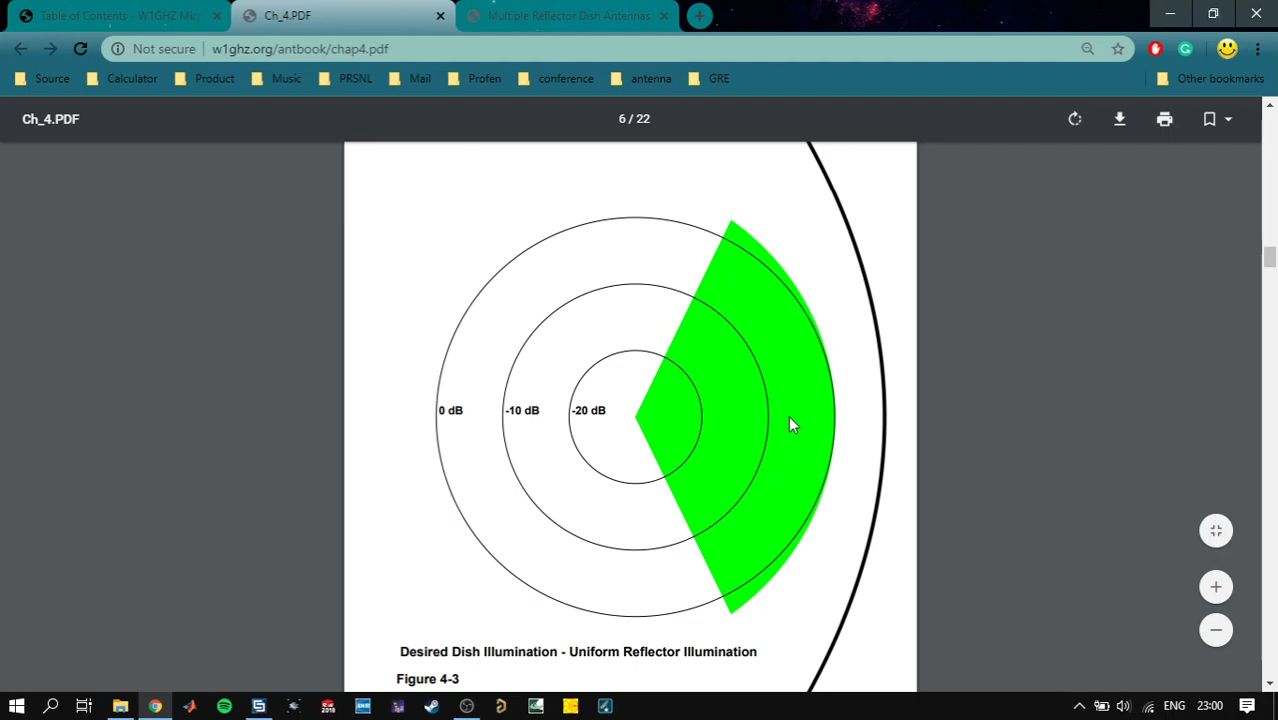 Table of Contents - W1GHZ Mic
Ch_4.PDF
Multiple Reflector Dish Antennas
Not secure
w1ghz.org/antbook/chap4.pdf
Source
Calculator
Product
Music
PRSNL
Mail
Profen
conference
antenna
GRE
Other bookmarks
Ch_4.PDF
6 / 22
0 dB
-10 dB
-20 dB
Desired Dish Illumination - Uniform Reflector Illumination
Figure 4-3
ENG
23:00